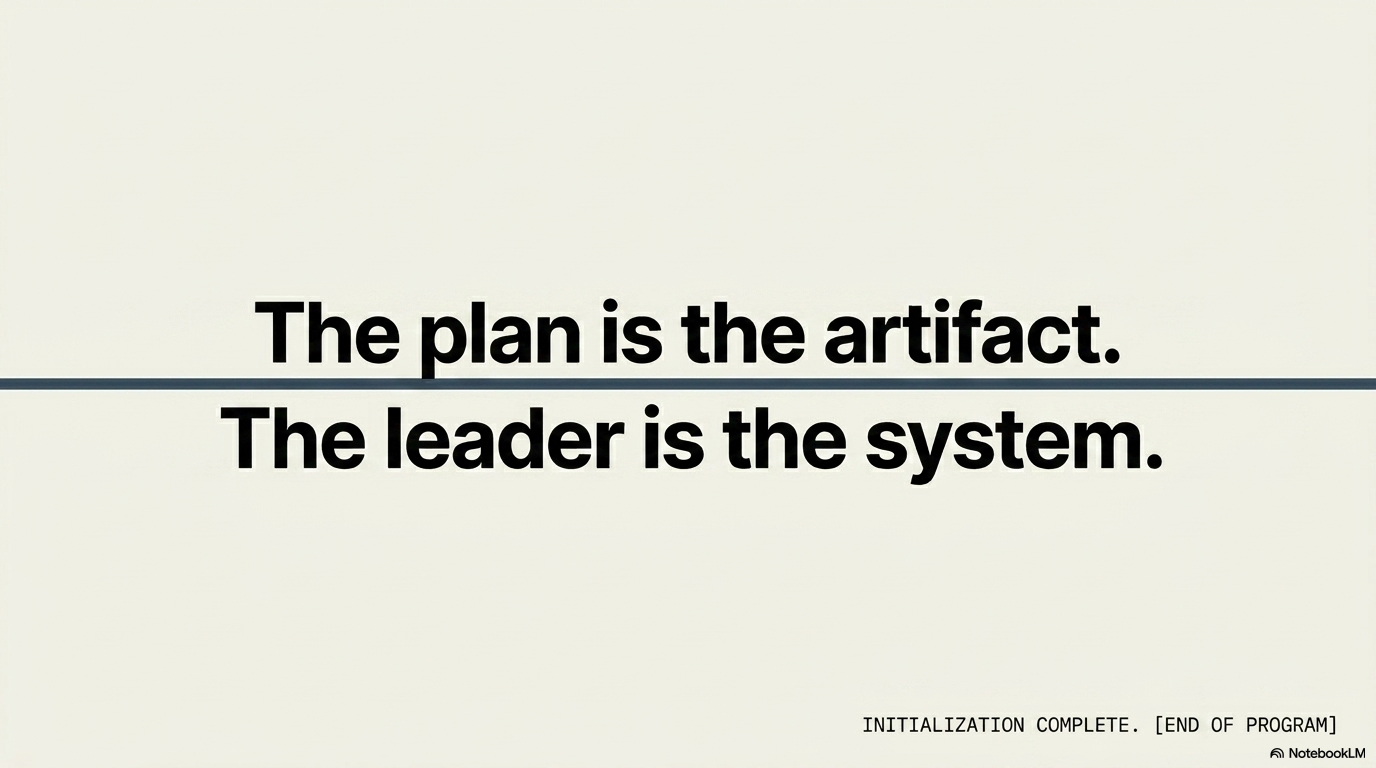 The plan is the artifact.
The leader is the system.
INITIALIZATION COMPLETE. [END OF PROGRAM]
NotebookLM